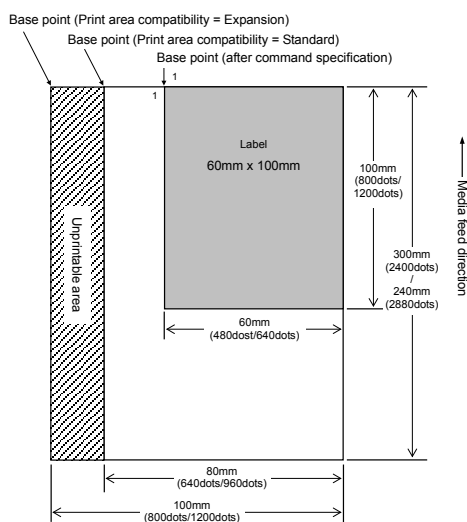 Base point (Print area compatibility = Expansion)
Base point (Print area compatibility = Standard)
Base point (after command specification)
1
1
Label
60mm x 100mm
100mm
(800dots/
1200dots)
300mm
(2400dots)
/
240mm
(2880dots)
Media feed direction
Unprintable area
60mm
(480dost/640dots)
80mm
(640dots/960dots)
100mm
(800dots/1200dots)